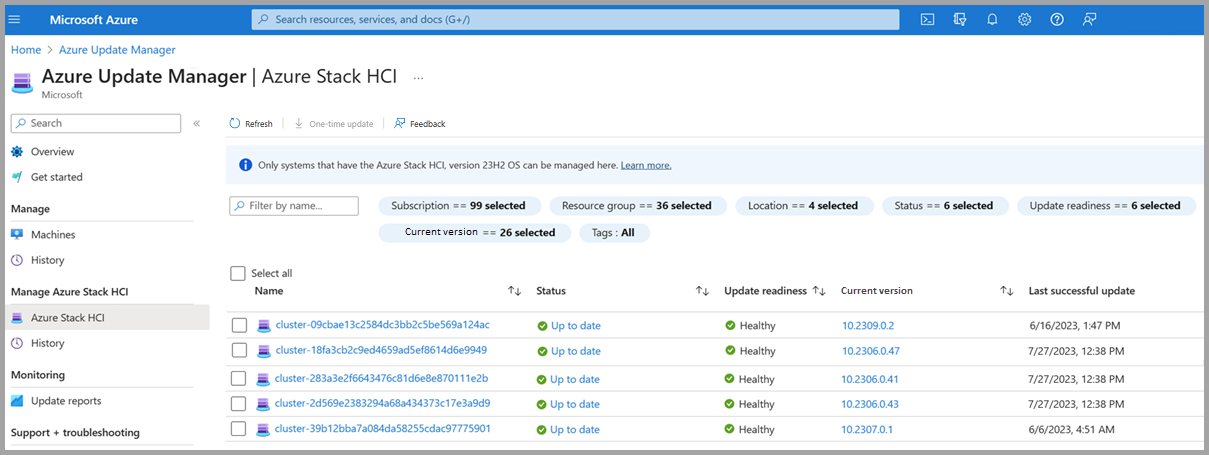 Microsoft Azure
Search resources, services, and docs (G+/)
Home > Azure Update Manager
Azure Update Manager | Azure Stack HCI ...
Microsoft
Search «
Refresh One-time update Feedback
Overview
Get started
Only systems that have the Azure Stack HCI, version 23H2 OS can be managed here. Learn more.
Manage
Machines
History
Manage Azure Stack HCI
Azure Stack HCI
History
Monitoring
Update reports
Support + troubleshooting
Filter by name...
Subscription == 99 selected
Resource group == 36 selected
Location == 4 selected
Status == 6 selected
Update readiness == 6 selected
Current version == 26 selected
Tags : All
Select all
Name ↑↓ Status ↑↓ Update readiness ↑↓ Current version ↑↓ Last successful update
cluster-09cbae13c2584dc3bb2c5be569a124ac Up to date Healthy 10.2309.0.2 6/16/2023, 1:47 PM
cluster-18fa3cb2c9ed4659ad5ef8614d6e9949 Up to date Healthy 10.2306.0.47 7/27/2023, 12:38 PM
cluster-283a3e2f6643476c81d6e8e870111e2b Up to date Healthy 10.2306.0.41 7/27/2023, 12:38 PM
cluster-2d569e2383294a68a434373c17e3a9d9 Up to date Healthy 10.2306.0.43 7/27/2023, 12:38 PM
cluster-39b12bba7a084da58255cdac97775901 Up to date Healthy 10.2307.0.1 6/6/2023, 4:51 AM